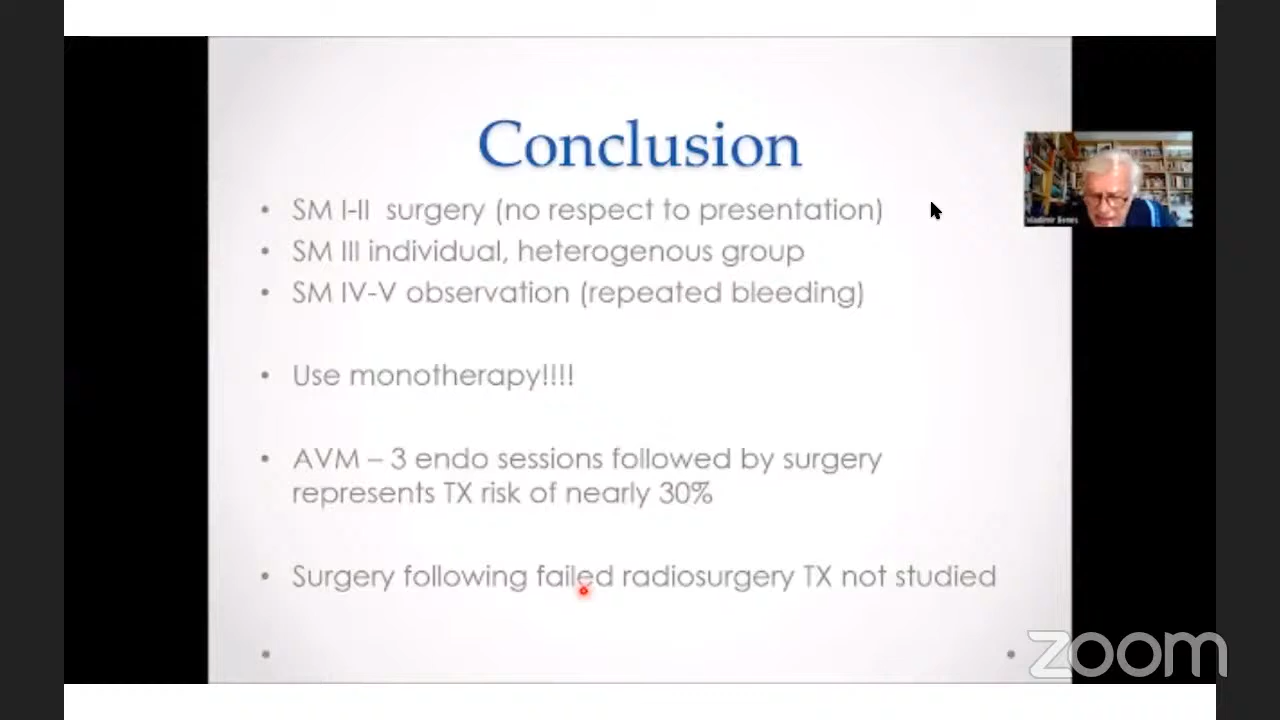 Conclusion
• SM I-II surgery (no respect to presentation)
• SM III individual, heterogenous group
• SM IV-V observation (repeated bleeding)
• Use monotherapy!!!!
• AVM – 3 endo sessions followed by surgery
represents TX risk of nearly 30%
• Surgery following failed radiosurgery TX not studied
Vladimir Benes
zoom